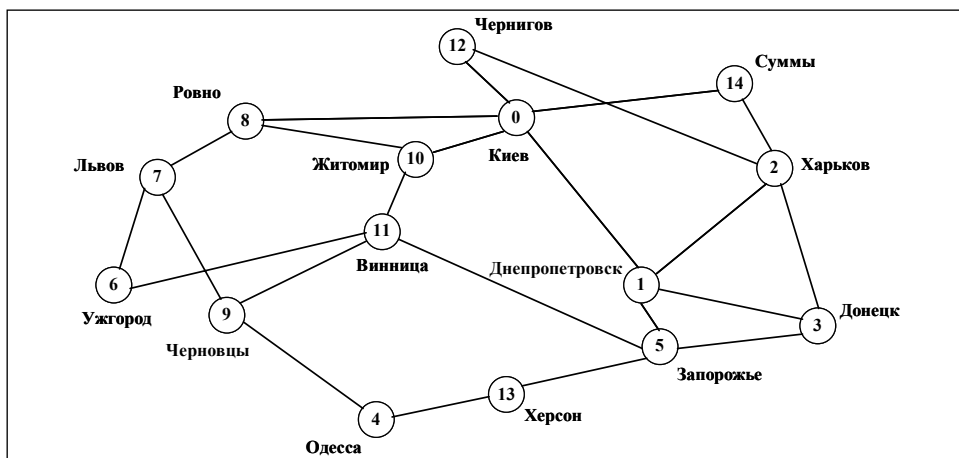 Чернигов
12
Суммы
14
Ровно
8
0
Киев
Житомир
10
Львов
7
2
Харьков
11
Винница
Днепропетровск
1
6
Ужгород
9
Черновцы
3
Донецк
5
Запорожье
13
Херсон
4
Одесса